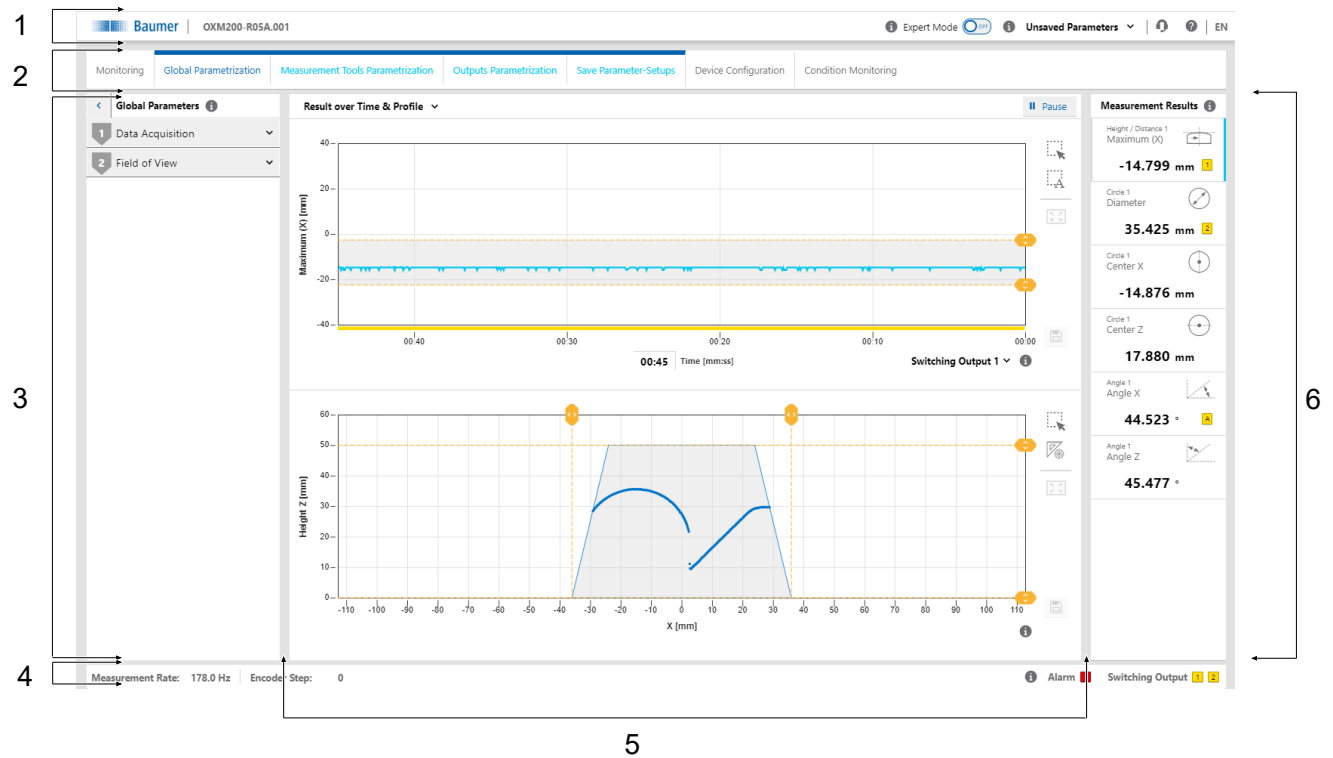 1
Baumer OXM200-R05A.001 Expert Mode OFF Unsaved Parameters EN
2
Monitoring Global Parametrization Measurement Tools Parametrization Outputs Parametrization Save Parameter-Setups Device Configuration Condition Monitoring
Global Parameters
1 Data Acquisition
2 Field of View
3
Result over Time & Profile Pause
Maximum (X) [mm]
40
20
0
-20
-40
00:40 00:30 00:20 00:10 00:00
00:45 Time [mm:ss] Switching Output 1
Height Z [mm]
60
50
40
30
20
10
0
-110 -100 -90 -80 -70 -60 -50 -40 -30 -20 -10 0 10 20 30 40 50 60 70 80 90 100 110
X [mm]
Measurement Results
Height / Distance 1
Maximum (X)
-14.799 mm 1
Circle 1
Diameter
35.425 mm 2
Circle 1
Center X
-14.876 mm
Circle 1
Center Z
17.880 mm
Angle 1
Angle X
44.523 ° A
Angle 1
Angle Z
45.477 °
6
4
Measurement Rate: 178.0 Hz Encoder Step: 0 Alarm Switching Output 1 2
5